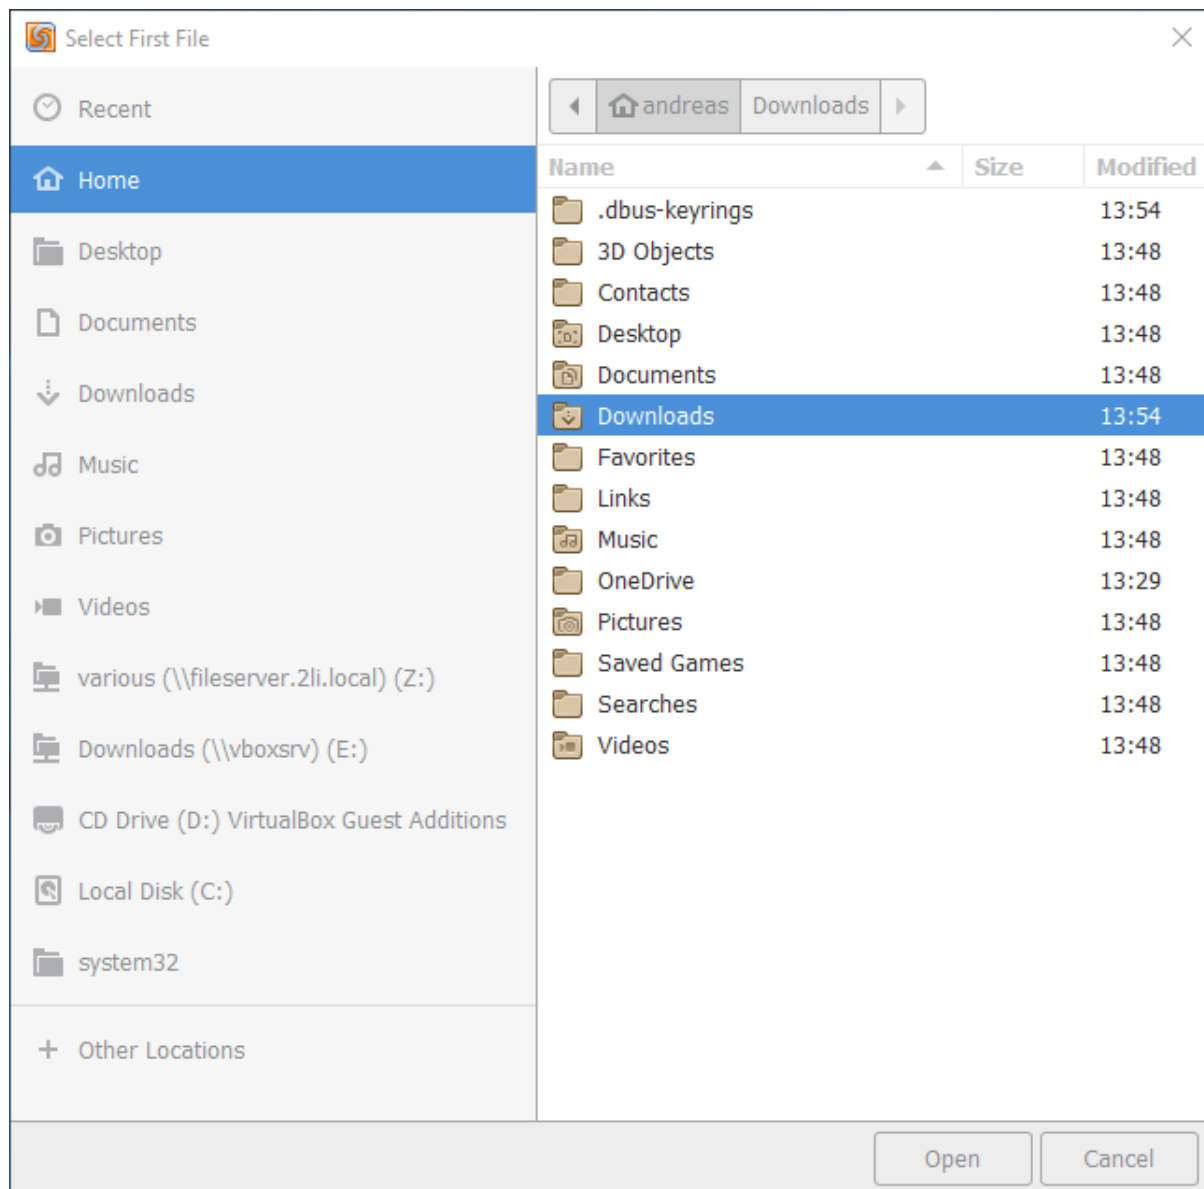 Select First File
Recent
Home
Desktop
Documents
Downloads
Music
Pictures
Videos
various (\\fileserver.2li.local) (Z:)
Downloads (\\vboxsrv) (E:)
CD Drive (D:) VirtualBox Guest Additions
Local Disk (C:)
system32
Other Locations
andreas Downloads
Name Size Modified
.dbus-keyrings 13:54
3D Objects 13:48
Contacts 13:48
Desktop 13:48
Documents 13:48
Downloads 13:54
Favorites 13:48
Links 13:48
Music 13:48
OneDrive 13:29
Pictures 13:48
Saved Games 13:48
Searches 13:48
Videos 13:48
Open Cancel